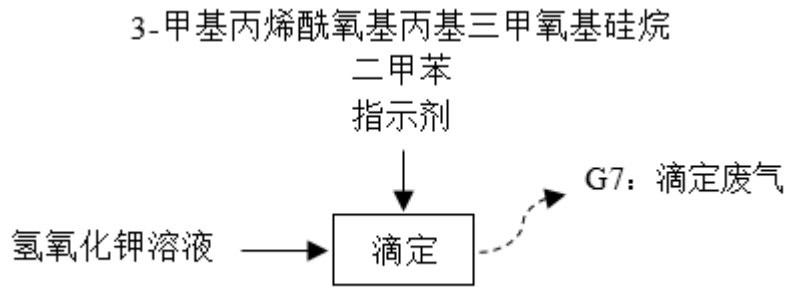 3-甲基丙烯酰氧基丙基三甲氧基硅烷
二甲苯
指示剂
G7：滴定废气
氢氧化钾溶液
滴定